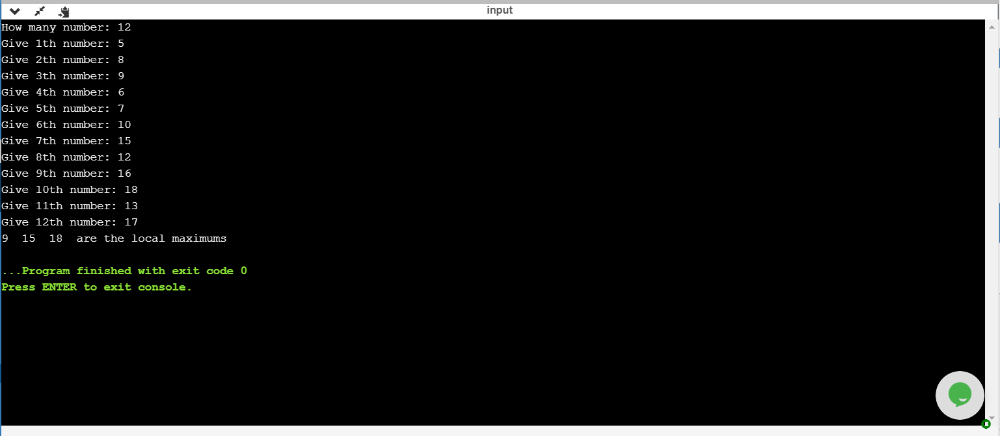 input
How many number: 12
Give 1th number: 5
Give 2th number: 8
Give 3th number: 9
Give 4th number: 6
Give 5th number: 7
Give 6th number: 10
Give 7th number: 15
Give 8th number: 12
Give 9th number: 16
Give 10th number: 18
Give 11th number: 13
Give 12th number: 17
9  15  18  are the local maximums
...Program finished with exit code 0
Press ENTER to exit console.